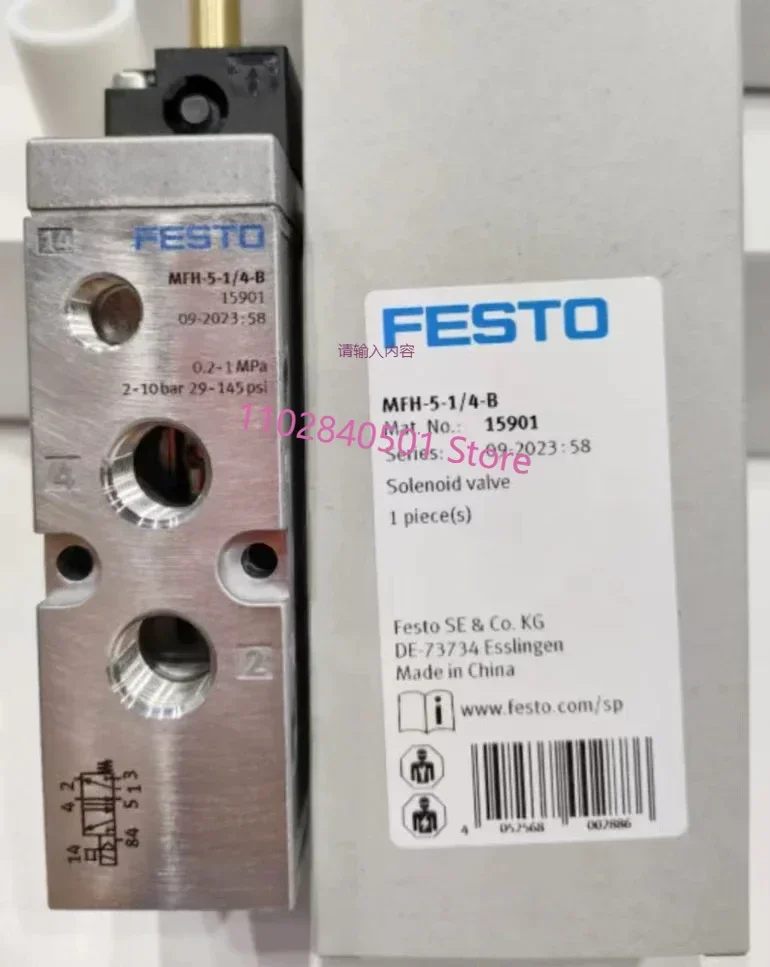 14
FESTO
MFH-5-1/4-B
15901
09-2023:58
0.2-1 MPa
2-10 bar 29-145 psi
4
2
4 2
5 1 3
14
84
FESTO
请输入内容
MFH-5-1/4-B
Mat. No.: 15901
Series: 09-2023:58
1102840501 Store
Solenoid valve
1 piece(s)
Festo SE & Co. KG
DE-73734 Esslingen
Made in China
i www.festo.com/sp
4 052568 002886